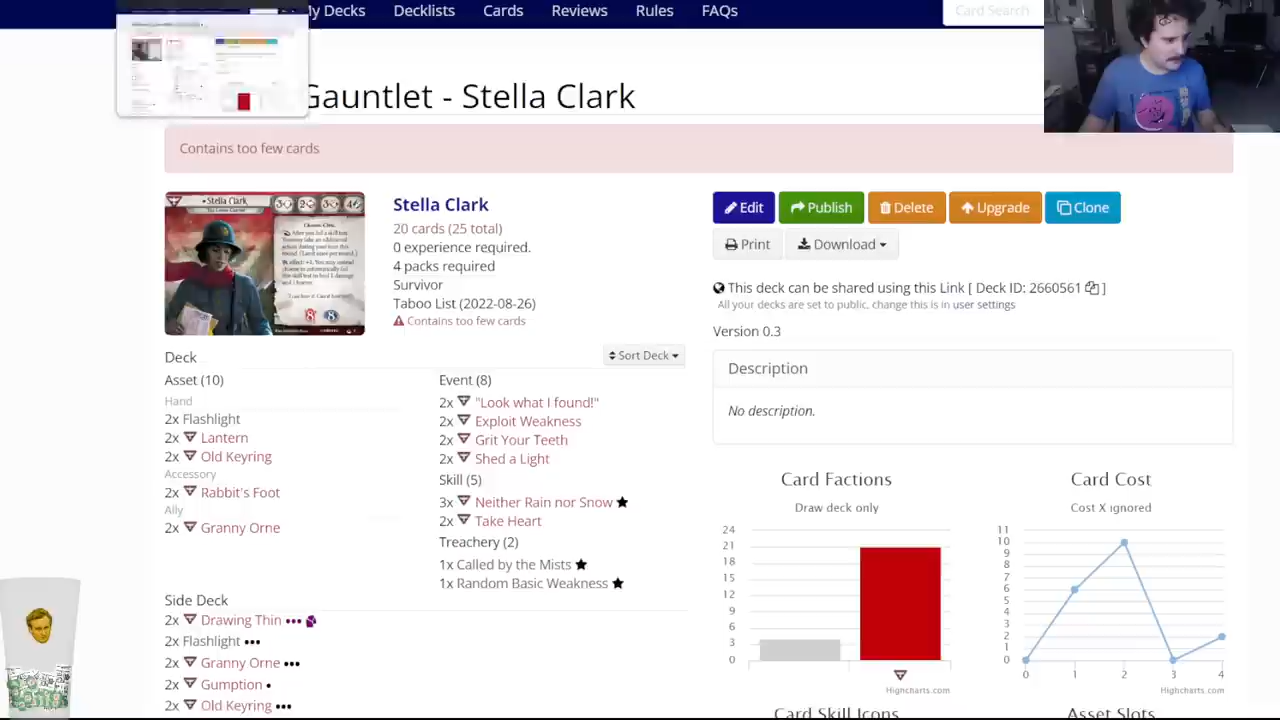 My Decks Decklists Cards Reviews Rules FAQs Card Search
Gauntlet - Stella Clark
Contains too few cards
Stella Clark
Stella Clark
20 cards (25 total)
0 experience required.
4 packs required
Survivor
Taboo List (2022-08-26)
Contains too few cards
Edit Publish Delete Upgrade Clone
Print Download
This deck can be shared using this Link [ Deck ID: 2660561 ]
All your decks are set to public, change this in user settings
Version 0.3
Description
No description.
Sort Deck
Deck
Asset (10)
Hand
2x Flashlight
2x Lantern
2x Old Keyring
Accessory
2x Rabbit's Foot
Ally
2x Granny Orne
Event (8)
2x "Look what I found!"
2x Exploit Weakness
2x Grit Your Teeth
2x Shed a Light
Skill (5)
3x Neither Rain nor Snow
2x Take Heart
Treachery (2)
1x Called by the Mists
1x Random Basic Weakness
Side Deck
2x Drawing Thin
2x Flashlight
2x Granny Orne
2x Gumption
2x Old Keyring
Card Factions
Draw deck only
24
21
18
15
12
9
6
3
0
Highcharts.com
Card Cost
Cost X ignored
11
10
9
8
7
6
5
4
3
2
1
0
0 1 2 3 4
Highcharts.com
Card Skill Icons
Asset Slots